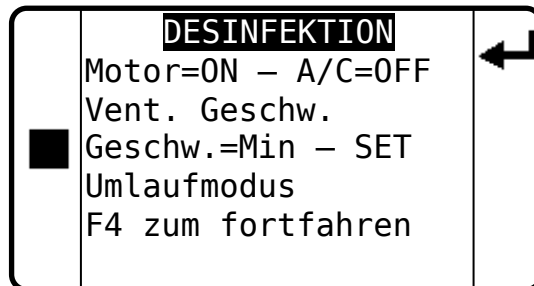 DESINFEKTION
Motor=ON – A/C=OFF
Vent. Geschw.
Geschw.=Min – SET
Umlaufmodus
F4 zum fortfahren